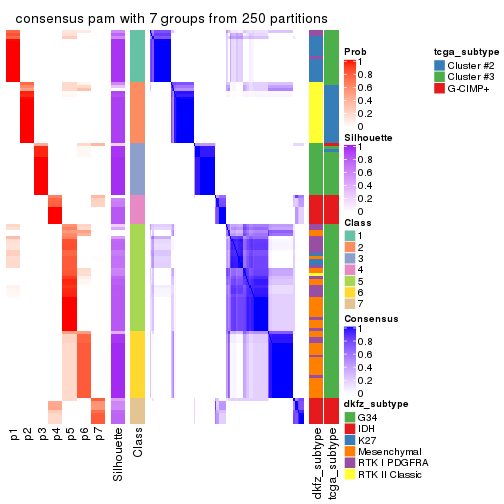 consensus pam with 7 groups from 250 partitions
Prob
1
0.8
0.6
0.4
0.2
0
Silhouette
1
0.8
0.6
0.4
0.2
0
Class
1
2
3
4
5
6
7
Consensus
1
0.8
0.6
0.4
0.2
0
dkfz_subtype
G34
IDH
K27
Mesenchymal
RTK I PDGFRA
RTK II Classic
tcga_subtype
Cluster #2
Cluster #3
G-CIMP+
p1
p2
p3
p4
p5
p6
p7
Silhouette
Class
dkfz_subtype
tcga_subtype